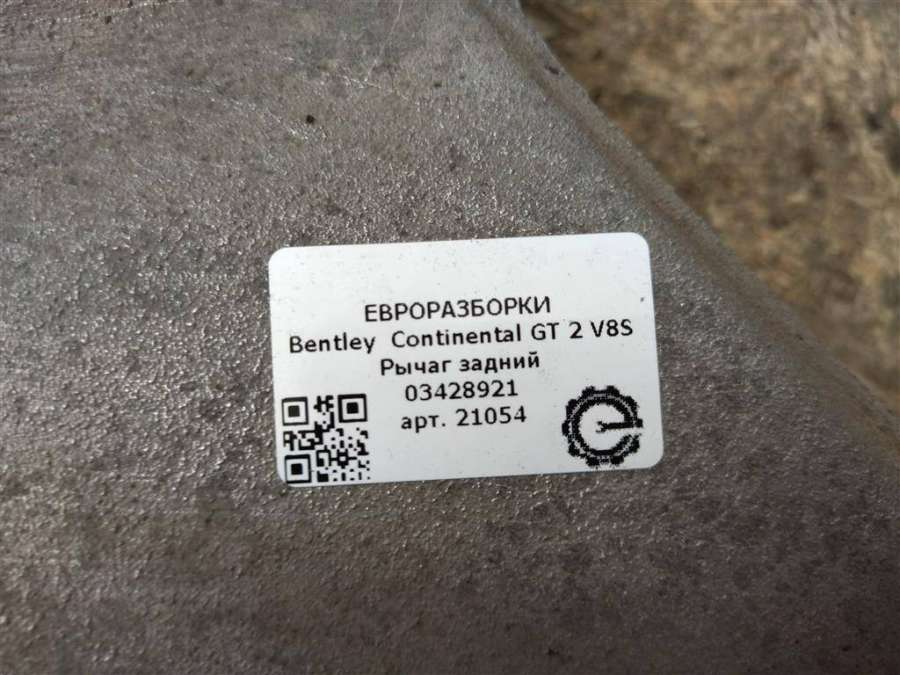 ЕВРОРАЗБОРКИ
Bentley Continental GT 2 V8S
Рычаг задний
03428921
арт. 21054